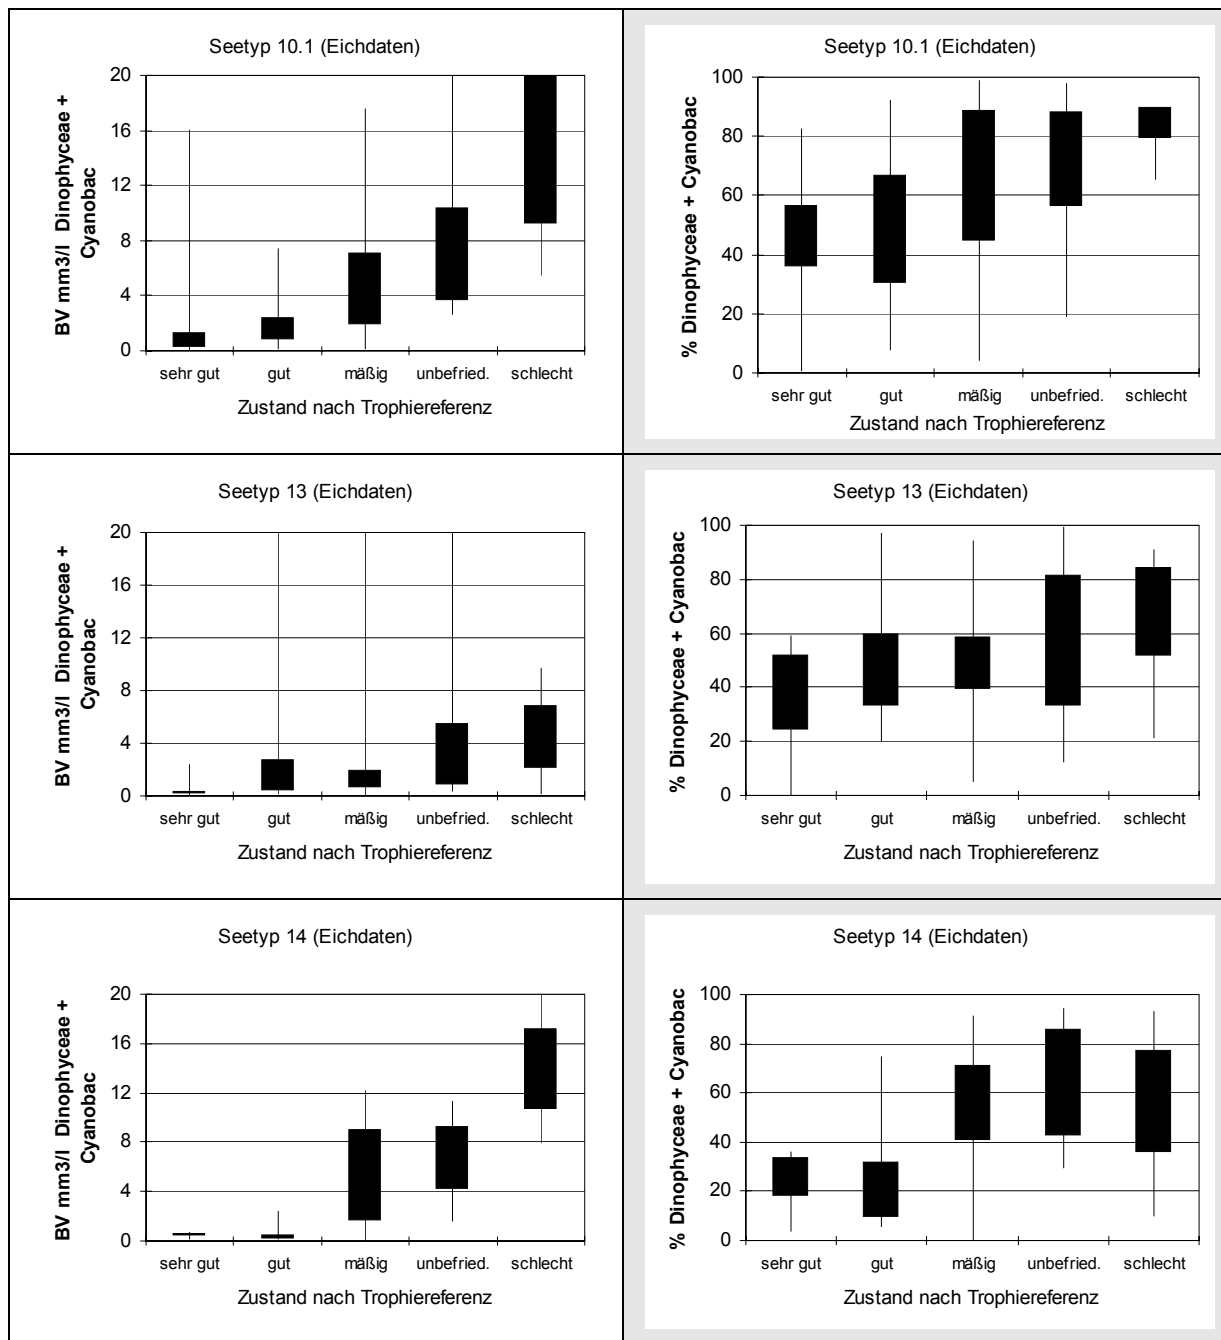 Seetyp 10.1 (Eichdaten)
BV mm3/l Dinophyceae +
Cyanobac
20
16
12
8
4
0
sehr gut gut mäßig unbefried. schlecht
Zustand nach Trophiereferenz
Seetyp 10.1 (Eichdaten)
% Dinophyceae + Cyanobac
100
80
60
40
20
0
sehr gut gut mäßig unbefried. schlecht
Zustand nach Trophiereferenz
Seetyp 13 (Eichdaten)
BV mm3/l Dinophyceae +
Cyanobac
20
16
12
8
4
0
sehr gut gut mäßig unbefried. schlecht
Zustand nach Trophiereferenz
Seetyp 13 (Eichdaten)
% Dinophyceae + Cyanobac
100
80
60
40
20
0
sehr gut gut mäßig unbefried. schlecht
Zustand nach Trophiereferenz
Seetyp 14 (Eichdaten)
BV mm3/l Dinophyceae +
Cyanobac
20
16
12
8
4
0
sehr gut gut mäßig unbefried. schlecht
Zustand nach Trophiereferenz
Seetyp 14 (Eichdaten)
% Dinophyceae + Cyanobac
100
80
60
40
20
0
sehr gut gut mäßig unbefried. schlecht
Zustand nach Trophiereferenz